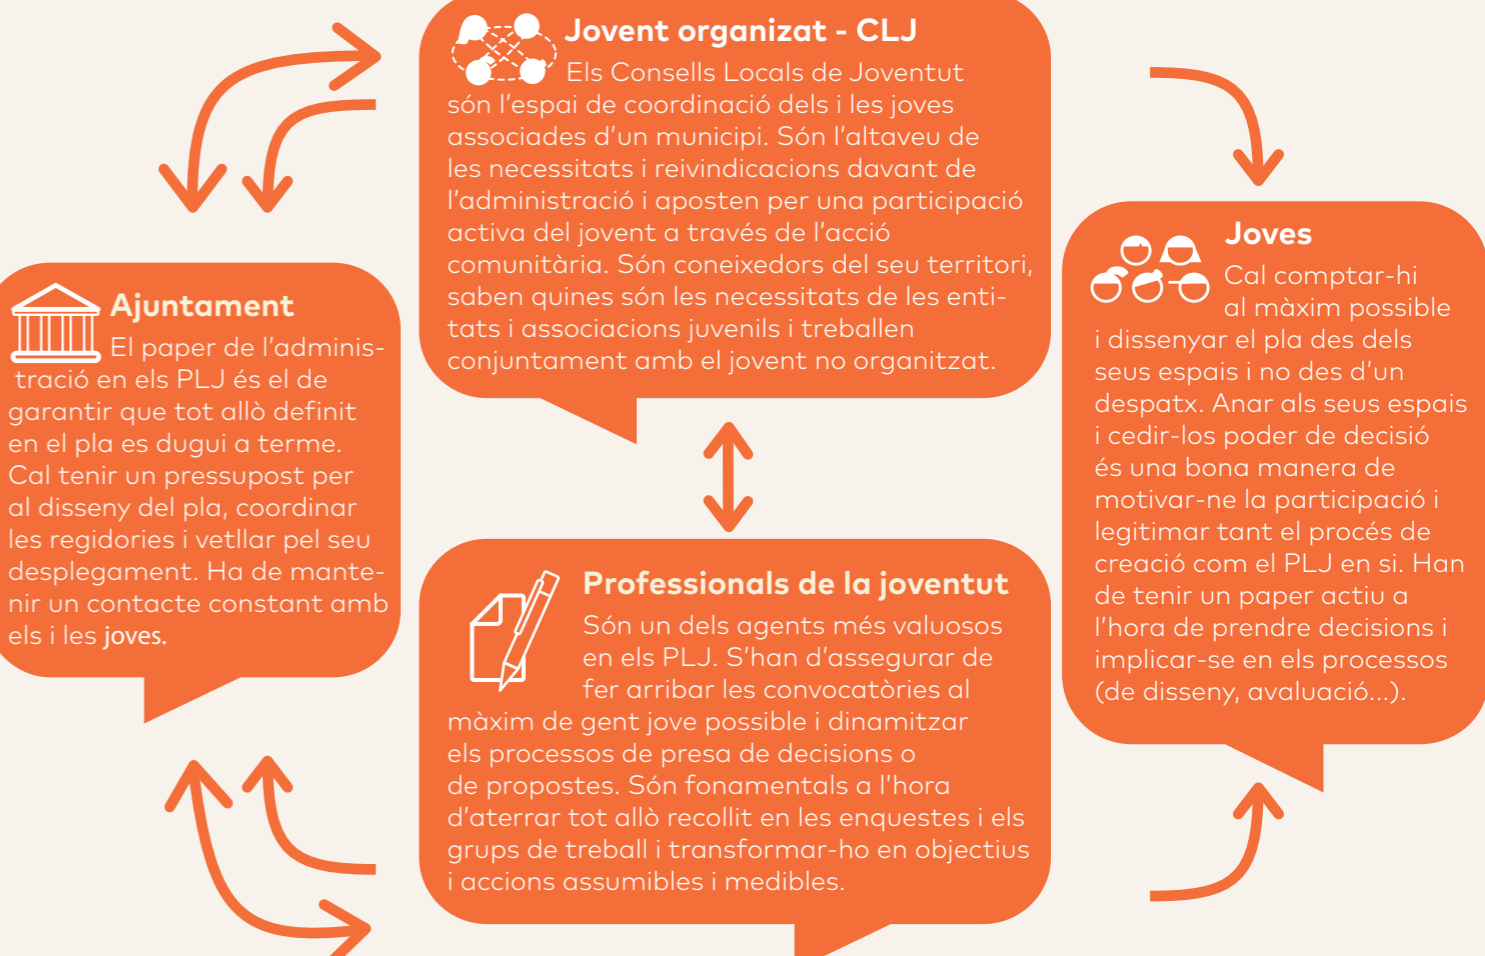 Jovent organizat - CLJ
Els Consells Locals de Joventut
són l'espai de coordinació dels i les joves
associades d'un municipi. Són l'altaveu de
les necessitats i reivindicacions davant de
l'administració i aposten per una participació
activa del jovent a través de l'acció
comunitària. Són coneixedors del seu territori,
saben quines són les necessitats de les enti-
tats i associacions juvenils i treballen
conjuntament amb el jovent no organitzat.
Ajuntament
El paper de l'adminis-
tració en els PLJ és el de
garantir que tot allò definit
en el pla es dugui a terme.
Cal tenir un pressupost per
al disseny del pla, coordinar
les regidories i vetllar pel seu
desplegament. Ha de mante-
nir un contacte constant amb
els i les joves.
Joves
Cal comptar-hi
al màxim possible
i dissenyar el pla des dels
seus espais i no des d'un
despatx. Anar als seus espais
i cedir-los poder de decisió
és una bona manera de
motivar-ne la participació i
legitimar tant el procés de
creació com el PLJ en si. Han
de tenir un paper actiu a
l'hora de prendre decisions i
implicar-se en els processos
(de disseny, avaluació...).
Professionals de la joventut
Són un dels agents més valuosos
en els PLJ. S'han d'assegurar de
fer arribar les convocatòries al
màxim de gent jove possible i dinamitzar
els processos de presa de decisions o
de propostes. Són fonamentals a l'hora
d'aterrar tot allò recollit en les enquestes i els
grups de treball i transformar-ho en objectius
i accions assumibles i medibles.